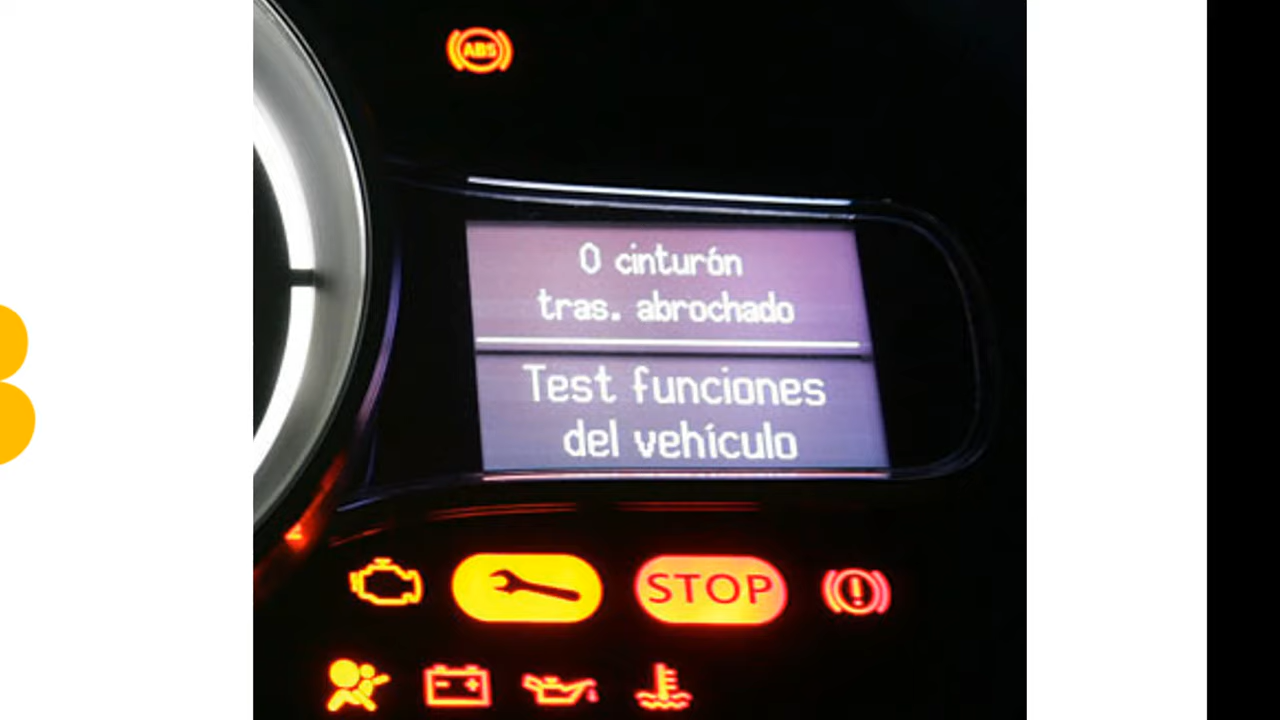 ABS
0 cinturón
tras. abrochado
Test funciones
del vehículo
STOP